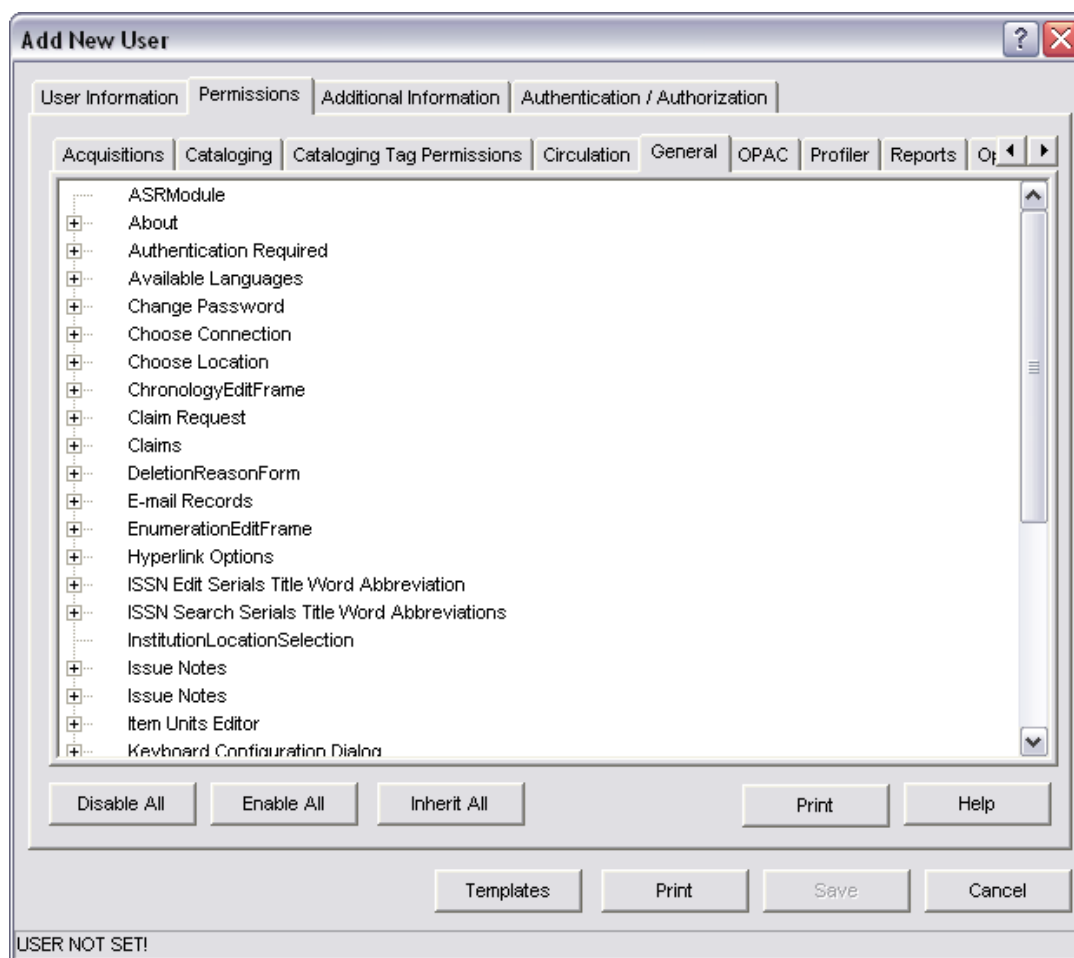 Add New User
User Information Permissions Additional Information Authentication / Authorization
Acquisitions Cataloging Cataloging Tag Permissions Circulation General OPAC Profiler Reports
ASRModule
About
Authentication Required
Available Languages
Change Password
Choose Connection
Choose Location
ChronologyEditFrame
Claim Request
Claims
DeletionReasonForm
E-mail Records
EnumerationEditFrame
Hyperlink Options
ISSN Edit Serials Title Word Abbreviation
ISSN Search Serials Title Word Abbreviations
InstitutionLocationSelection
Issue Notes
Issue Notes
Item Units Editor
Keyboard Configuration Dialog
Disable All Enable All Inherit All Print Help
Templates Print Save Cancel
USER NOT SET!